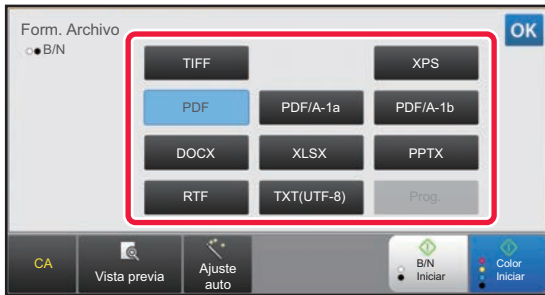 Form. Archivo
OK
B/N
TIFF XPS
PDF PDF/A-1a PDF/A-1b
DOCX XLSX PPTX
RTF TXT(UTF-8) Prog.
CA
Vista previa
Ajuste
auto
B/N
Iniciar
Color
Iniciar